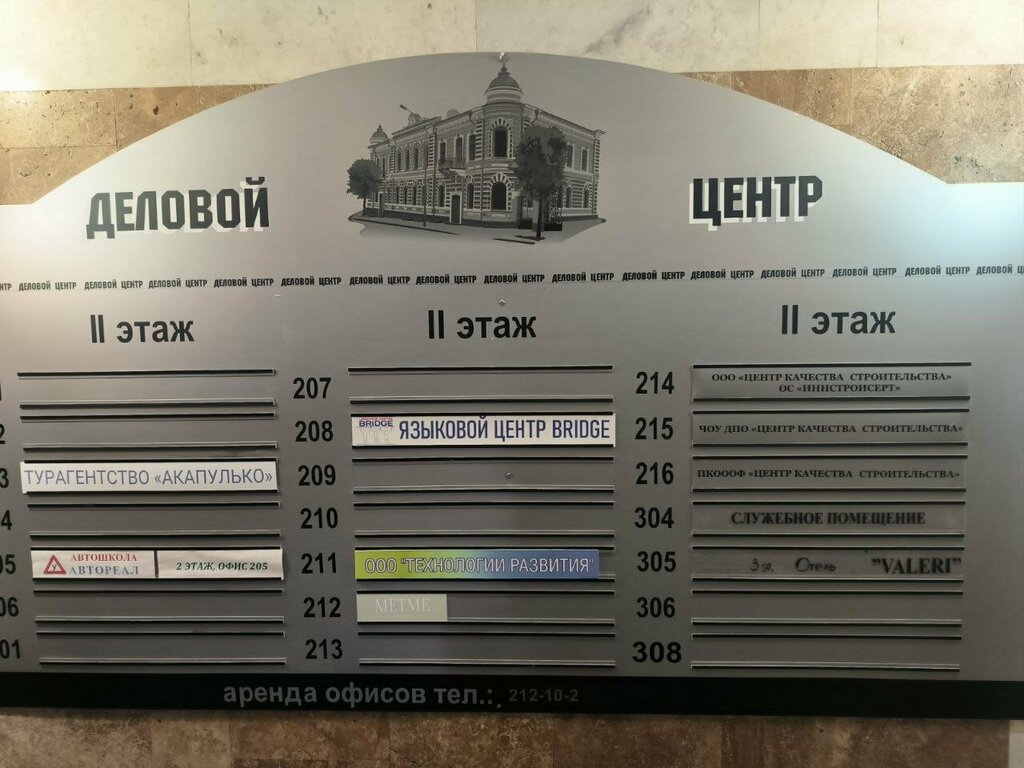 ДЕЛОВОЙ ЦЕНТР
ДЕЛОВОЙ ЦЕНТР ДЕЛОВОЙ ЦЕНТР ДЕЛОВОЙ ЦЕНТР ДЕЛОВОЙ ЦЕНТР ДЕЛОВОЙ ЦЕНТР ДЕЛОВОЙ ЦЕНТР ДЕЛОВОЙ ЦЕНТР ДЕЛОВОЙ ЦЕНТР ДЕЛОВОЙ ЦЕНТР ДЕЛОВОЙ ЦЕНТР ДЕЛОВОЙ ЦЕНТР ДЕЛОВОЙ ЦЕНТР ДЕЛОВОЙ ЦЕНТР ДЕЛОВОЙ ЦЕНТР
II этаж
ТУРАГЕНТСТВО «АКАПУЛЬКО»
АВТОШКОЛА
АВТОРЕАЛ
2 ЭТАЖ, ОФИС 205
II этаж
207
208 BRIDGE ЯЗЫКОВОЙ ЦЕНТР BRIDGE
209
210
211 ООО "ТЕХНОЛОГИИ РАЗВИТИЯ"
212 METME
213
II этаж
214 ООО «ЦЕНТР КАЧЕСТВА СТРОИТЕЛЬСТВА»
ОС «ИННСТРОИСЕРТ»
215 ЧОУ ДПО «ЦЕНТР КАЧЕСТВА СТРОИТЕЛЬСТВА»
216 ПКОООФ «ЦЕНТР КАЧЕСТВА СТРОИТЕЛЬСТВА»
304 СЛУЖЕБНОЕ ПОМЕЩЕНИЕ
305 3 эт. Отель "VALERI"
306
308
аренда офисов тел.: 212-10-2